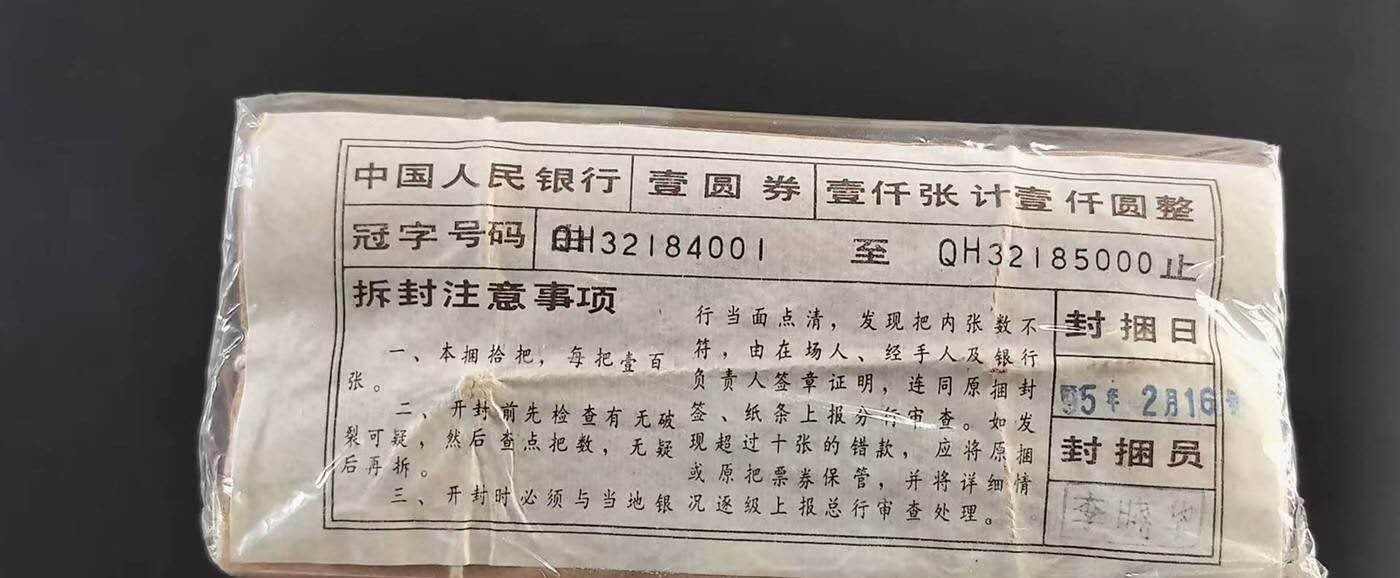 中国人民银行 壹圆券 壹仟张计壹仟圆整
冠字号码 QH32184001 至 QH32185000止
拆封注意事项
一、本捆拾把，每把壹百
张。
二、开封前先检查有无破
裂可疑，然后查点把数，无疑
后再拆。
三、开封时必须与当地银
行当面点清，发现把内张数不
符，由在场人、经手人及银行
负责人签章证明，连同原捆封
签、纸条上报分行审查。如发
现超过十张的错款，应将原捆
或原把票券保管，并将详细情
况逐级上报总行审查处理。
封捆日
95年 2月16
封捆员